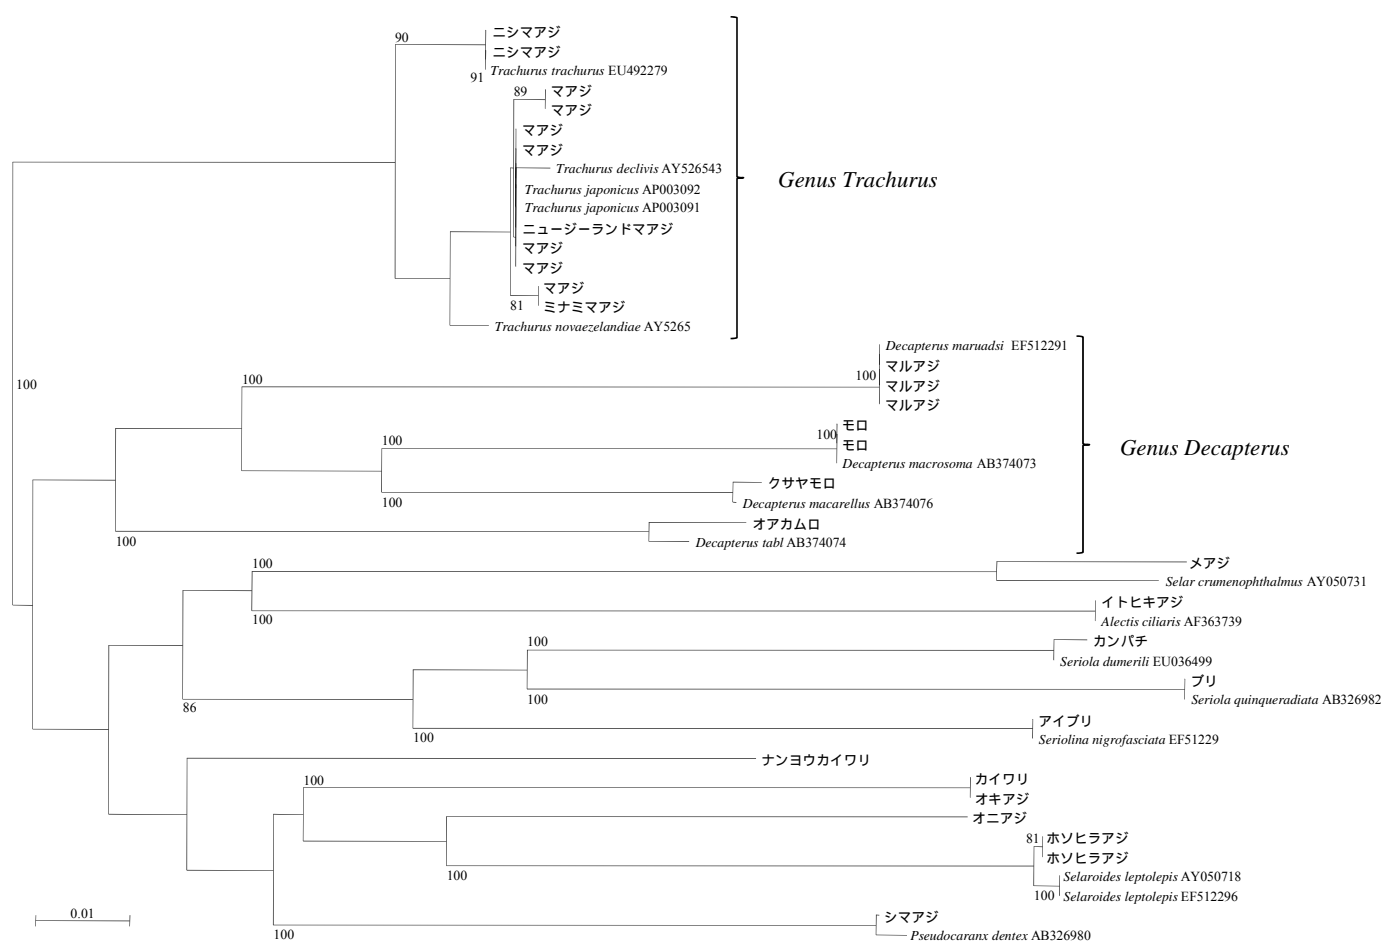 90
ニシマアジ
ニシマアジ
91
Trachurus trachurus EU492279
89
マアジ
マアジ
マアジ
マアジ
Trachurus declivis AY526543
Trachurus japonicus AP003092
Trachurus japonicus AP003091
ニュージーランドマアジ
マアジ
マアジ
マアジ
81
ミナミマアジ
Trachurus novaezelandiae AY5265
Genus Trachurus
100
Decapterus maruadsi EF512291
100
100
マルアジ
マルアジ
マルアジ
モロ
100
100
モロ
Decapterus macrosoma AB374073
クサヤモロ
100
Decapterus macarellus AB374076
オアカムロ
100
Decapterus tabl AB374074
Genus Decapterus
100
メアジ
Selar crumenophthalmus AY050731
イトヒキアジ
100
Alectis ciliaris AF363739
100
カンパチ
Seriola dumerili EU036499
ブリ
100
Seriola quinqueradiata AB326982
86
アイブリ
100
Seriolina nigrofasciata EF51229
ナンヨウカイワリ
100
カイワリ
オキアジ
オニアジ
81
ホソヒラアジ
ホソヒラアジ
100
Selaroides leptolepis AY050718
100
Selaroides leptolepis EF512296
0.01
シマアジ
100
Pseudocaranx dentex AB326980